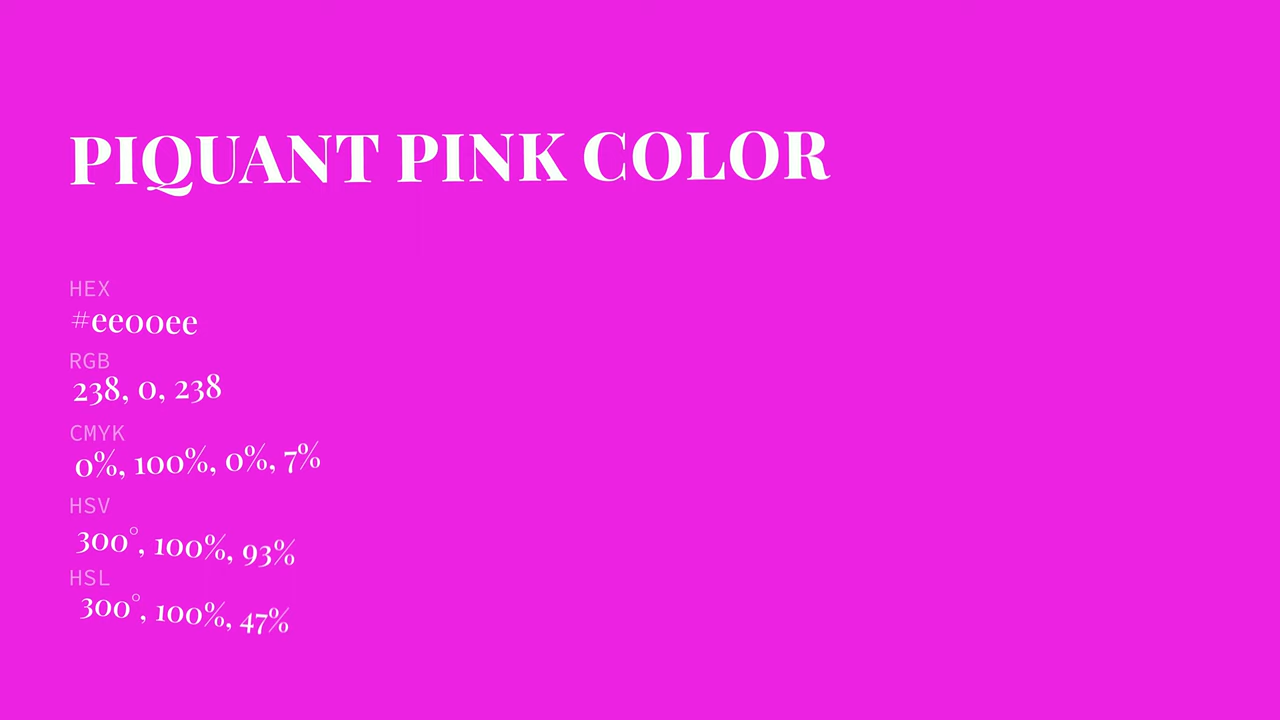 PIQUANT PINK COLOR
HEX
#ee00ee
RGB
238, 0, 238
CMYK
0%, 100%, 0%, 7%
HSV
300°, 100%, 93%
HSL
300°, 100%, 47%